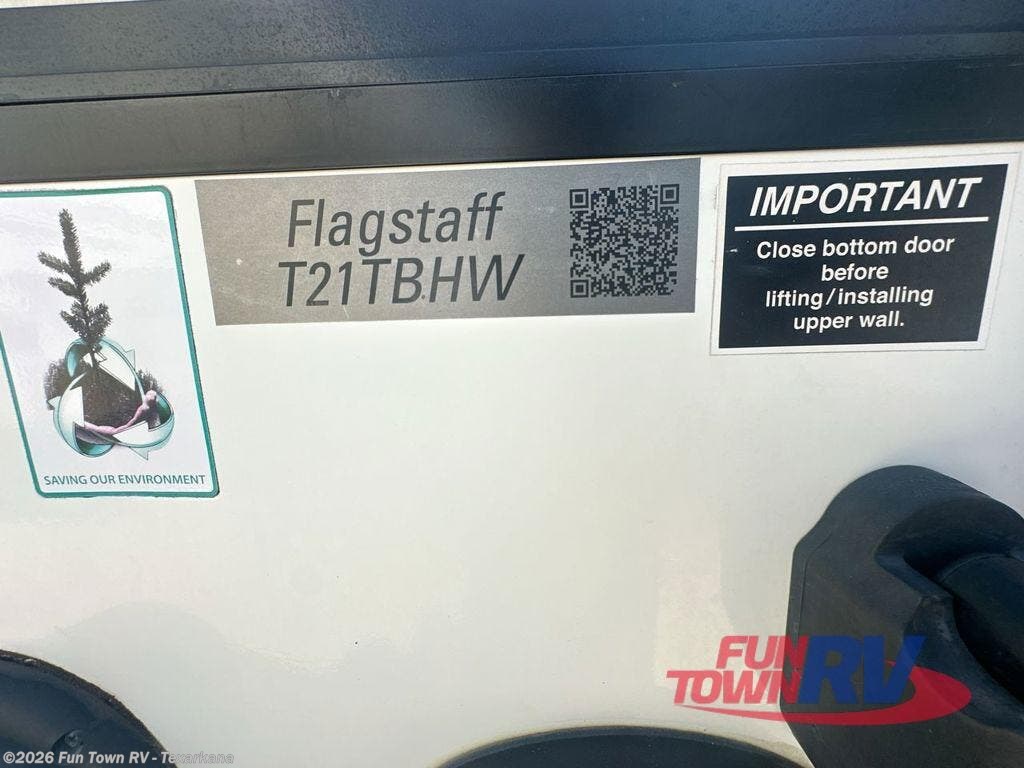 Flagstaff
T21TBHW
IMPORTANT
Close bottom door
before
lifting/installing
upper wall.
SAVING OUR ENVIRONMENT
FUN
TOWN RV
©2026 Fun Town RV - Texarkana